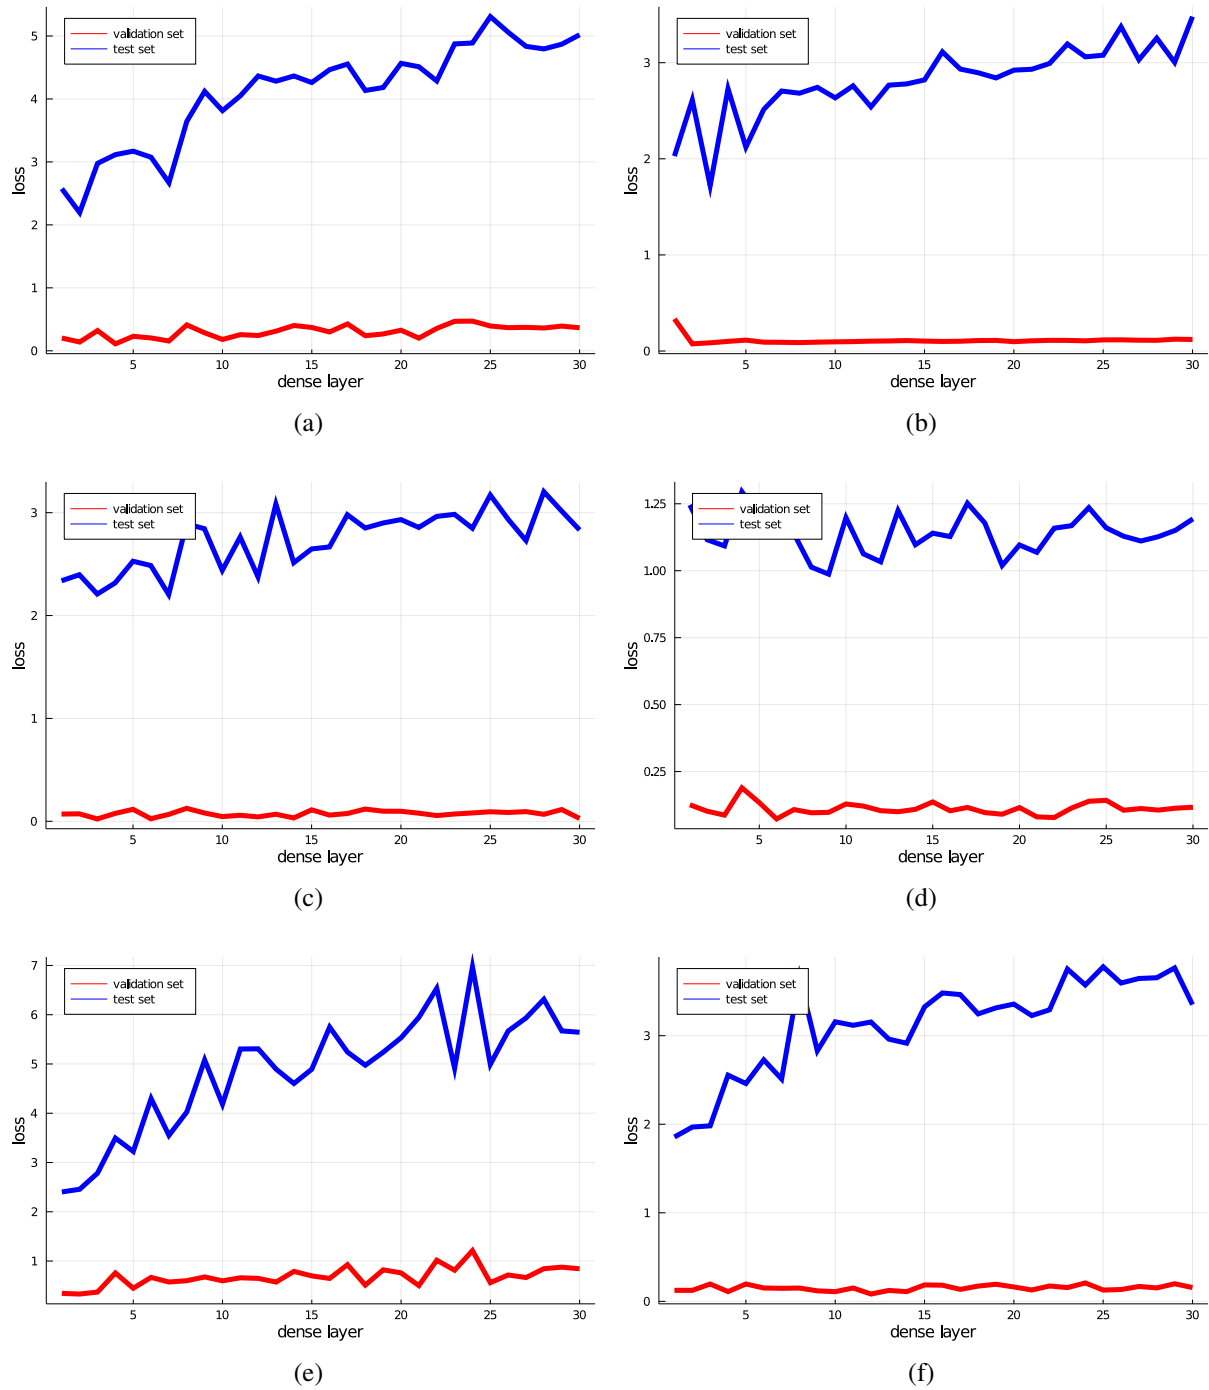 validation set
test set
loss
5
4
3
2
1
0
5 10 15 20 25 30
dense layer
(a)
validation set
test set
loss
3
2
1
0
5 10 15 20 25 30
dense layer
(b)
validation set
test set
loss
3
2
1
0
5 10 15 20 25 30
dense layer
(c)
validation set
test set
loss
1.25
1.00
0.75
0.50
0.25
5 10 15 20 25 30
dense layer
(d)
validation set
test set
loss
7
6
5
4
3
2
1
5 10 15 20 25 30
dense layer
(e)
validation set
test set
loss
3
2
1
0
5 10 15 20 25 30
dense layer
(f)